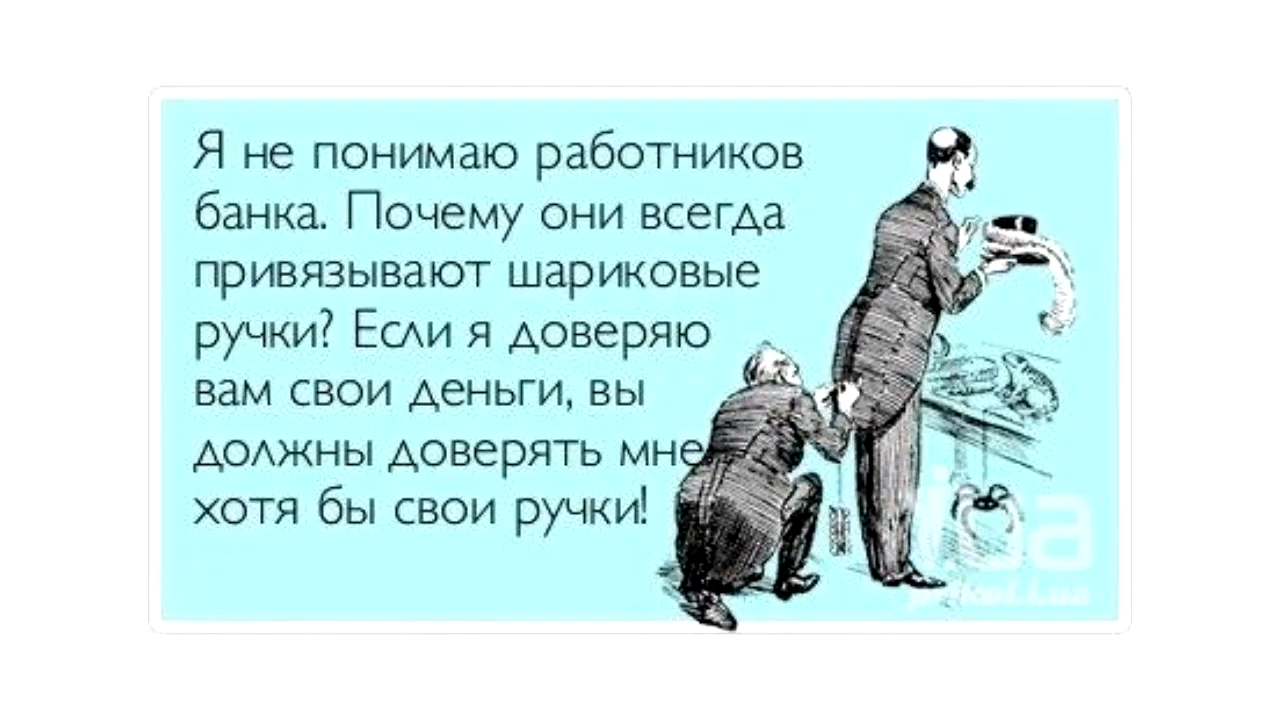 Я не понимаю работников
банка. Почему они всегда
привязывают шариковые
ручки? Если я доверяю
вам свои деньги, вы
должны доверять мне
хотя бы свои ручки!